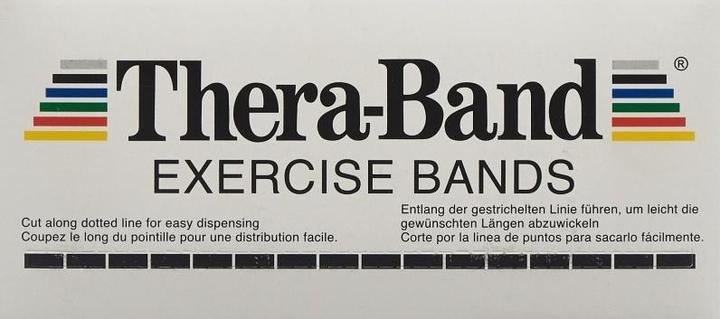 Thera-Band®
EXERCISE BANDS
Cut along dotted line for easy dispensing
Coupez le long du pointille pour une distribution facile.
Entlang der gestrichelten Linie führen, um leicht die
gewünschten Längen abzuwickeln
Corte por la linea de puntos para sacarlo fácilmente.